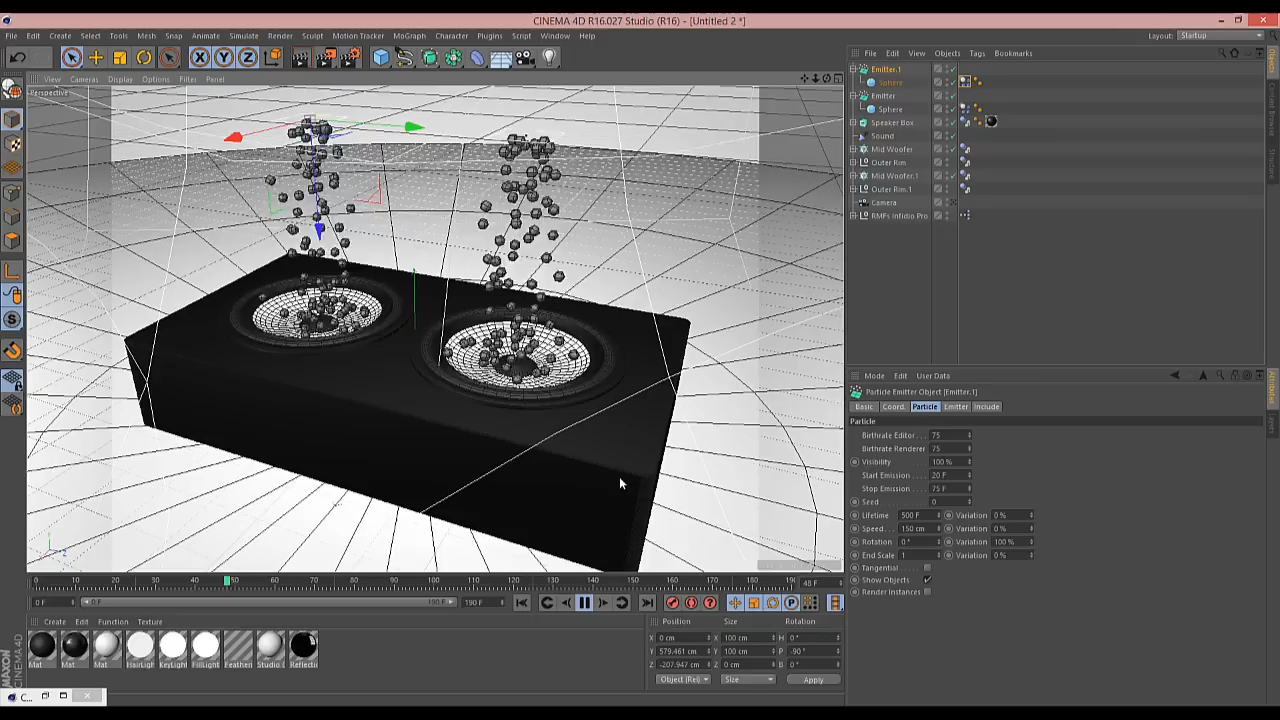 CINEMA 4D R16.027 Studio (R16) - [Untitled 2 *]
File Edit Create Select Tools Mesh Snap Animate Simulate Render Sculpt Motion Tracker MoGraph Character Plugins Script Window Help
Layout: Startup
X Y Z
View Cameras Display Options Filter Panel
Perspective
File Edit View Objects Tags Bookmarks
Emitter.1
Sphere
Emitter
Sphere
Speaker Box
Sound
Mid Woofer
Outer Rim
Mid Woofer.1
Outer Rim.1
Camera
RMFs Infidio Pro
Objects
Content Browser
Structure
Mode Edit User Data
Particle Emitter Object [Emitter.1]
Basic Coord. Particle Emitter Include
Particle
Birthrate Editor . . . 75
Birthrate Renderer 75
Visibility 100 %
Start Emission 20 F
Stop Emission 75 F
Seed 0
Lifetime 500 F Variation 0 %
Speed . . 150 cm Variation 0 %
Rotation 0 ° Variation 100 %
End Scale 1 Variation 0 %
Tangential
Show Objects
Render Instances
Attributes
Layers
0 10 20 30 40 50 60 70 80 90 100 110 120 130 140 150 160 170 180 190 48 F
0 F 0 F 190 F 190 F
Create Edit Function Texture
Mat Mat Mat HairLigh KeyLigh FillLight Featheri Studio Reflectio
Position Size Rotation
X 0 cm X 100 cm H 0 °
Y 579.461 cm Y 100 cm P -90 °
Z -207.947 cm Z 0 cm B 0 °
Object (Rel) Size Apply
MAXON
CINEMA 4D
C...